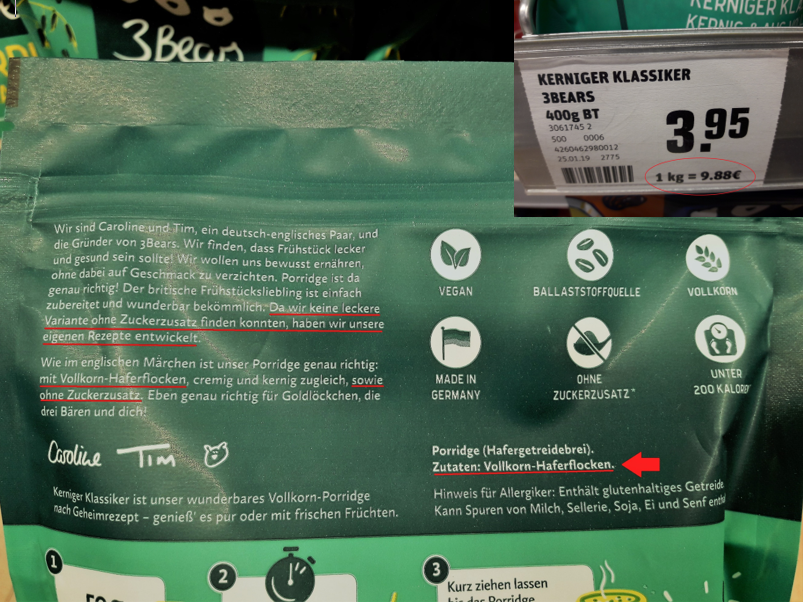 3Bears
KERNIGER KLASSIKER
3BEARS
400g BT
3061745 2
500 0006
4260462980012
25.01.19 2775
3.95
1 kg = 9.88€
Wir sind Caroline und Tim, ein deutsch-englisches Paar, und
die Gründer von 3Bears. Wir finden, dass Frühstück lecker
und gesund sein sollte! Wir wollen uns bewusst ernähren,
ohne dabei auf Geschmack zu verzichten. Porridge ist da
genau richtig! Der britische Frühstücksliebling ist einfach
zubereitet und wunderbar bekömmlich. Da wir keine leckere
Variante ohne Zuckerzusatz finden konnten, haben wir unsere
eigenen Rezepte entwickelt.
Wie im englischen Märchen ist unser Porridge genau richtig:
mit Vollkorn-Haferflocken, cremig und kernig zugleich, sowie
ohne Zuckerzusatz. Eben genau richtig für Goldlöckchen, die
drei Bären und dich!
Caroline Tim
Kerniger Klassiker ist unser wunderbares Vollkorn-Porridge
nach Geheimrezept – genieß' es pur oder mit frischen Früchten.
VEGAN
BALLASTSTOFFQUELLE
VOLLKORN
MADE IN
GERMANY
OHNE
ZUCKERZUSATZ*
UNTER
200 KALOR
Porridge (Hafergetreidebrei).
Zutaten: Vollkorn-Haferflocken.
Hinweis für Allergiker: Enthält glutenhaltiges Getreide
Kann Spuren von Milch, Sellerie, Soja, Ei und Senf enthal
1
2
3
Kurz ziehen lassen